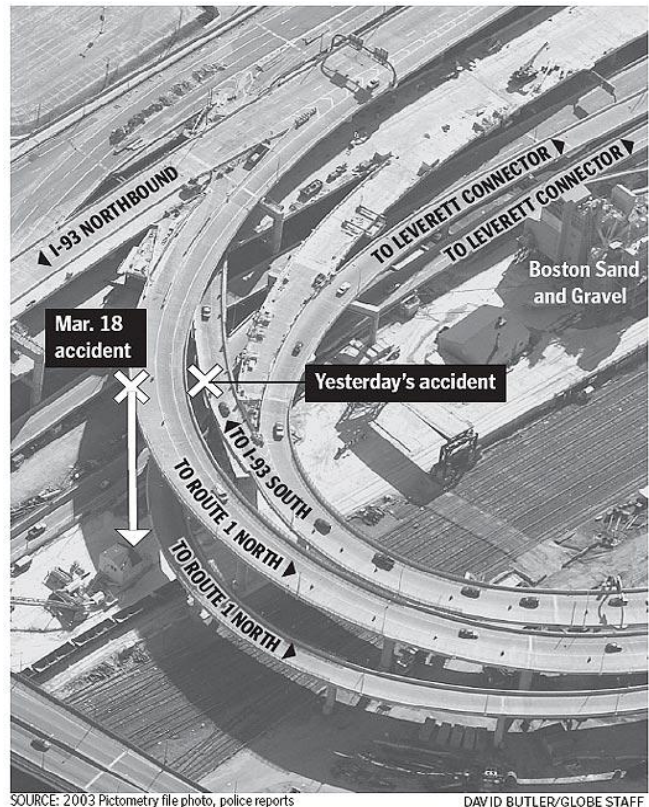 ◀ I-93 NORTHBOUND
TO LEVERETT CONNECTOR ▶
TO LEVERETT CONNECTOR ▶
Boston Sand
and Gravel
Mar. 18
accident
Yesterday's accident
◀ TO I-93 SOUTH
TO ROUTE 1 NORTH ▶
TO ROUTE 1 NORTH ▶
SOURCE: 2003 Pictometry file photo, police reports
DAVID BUTLER/GLOBE STAFF